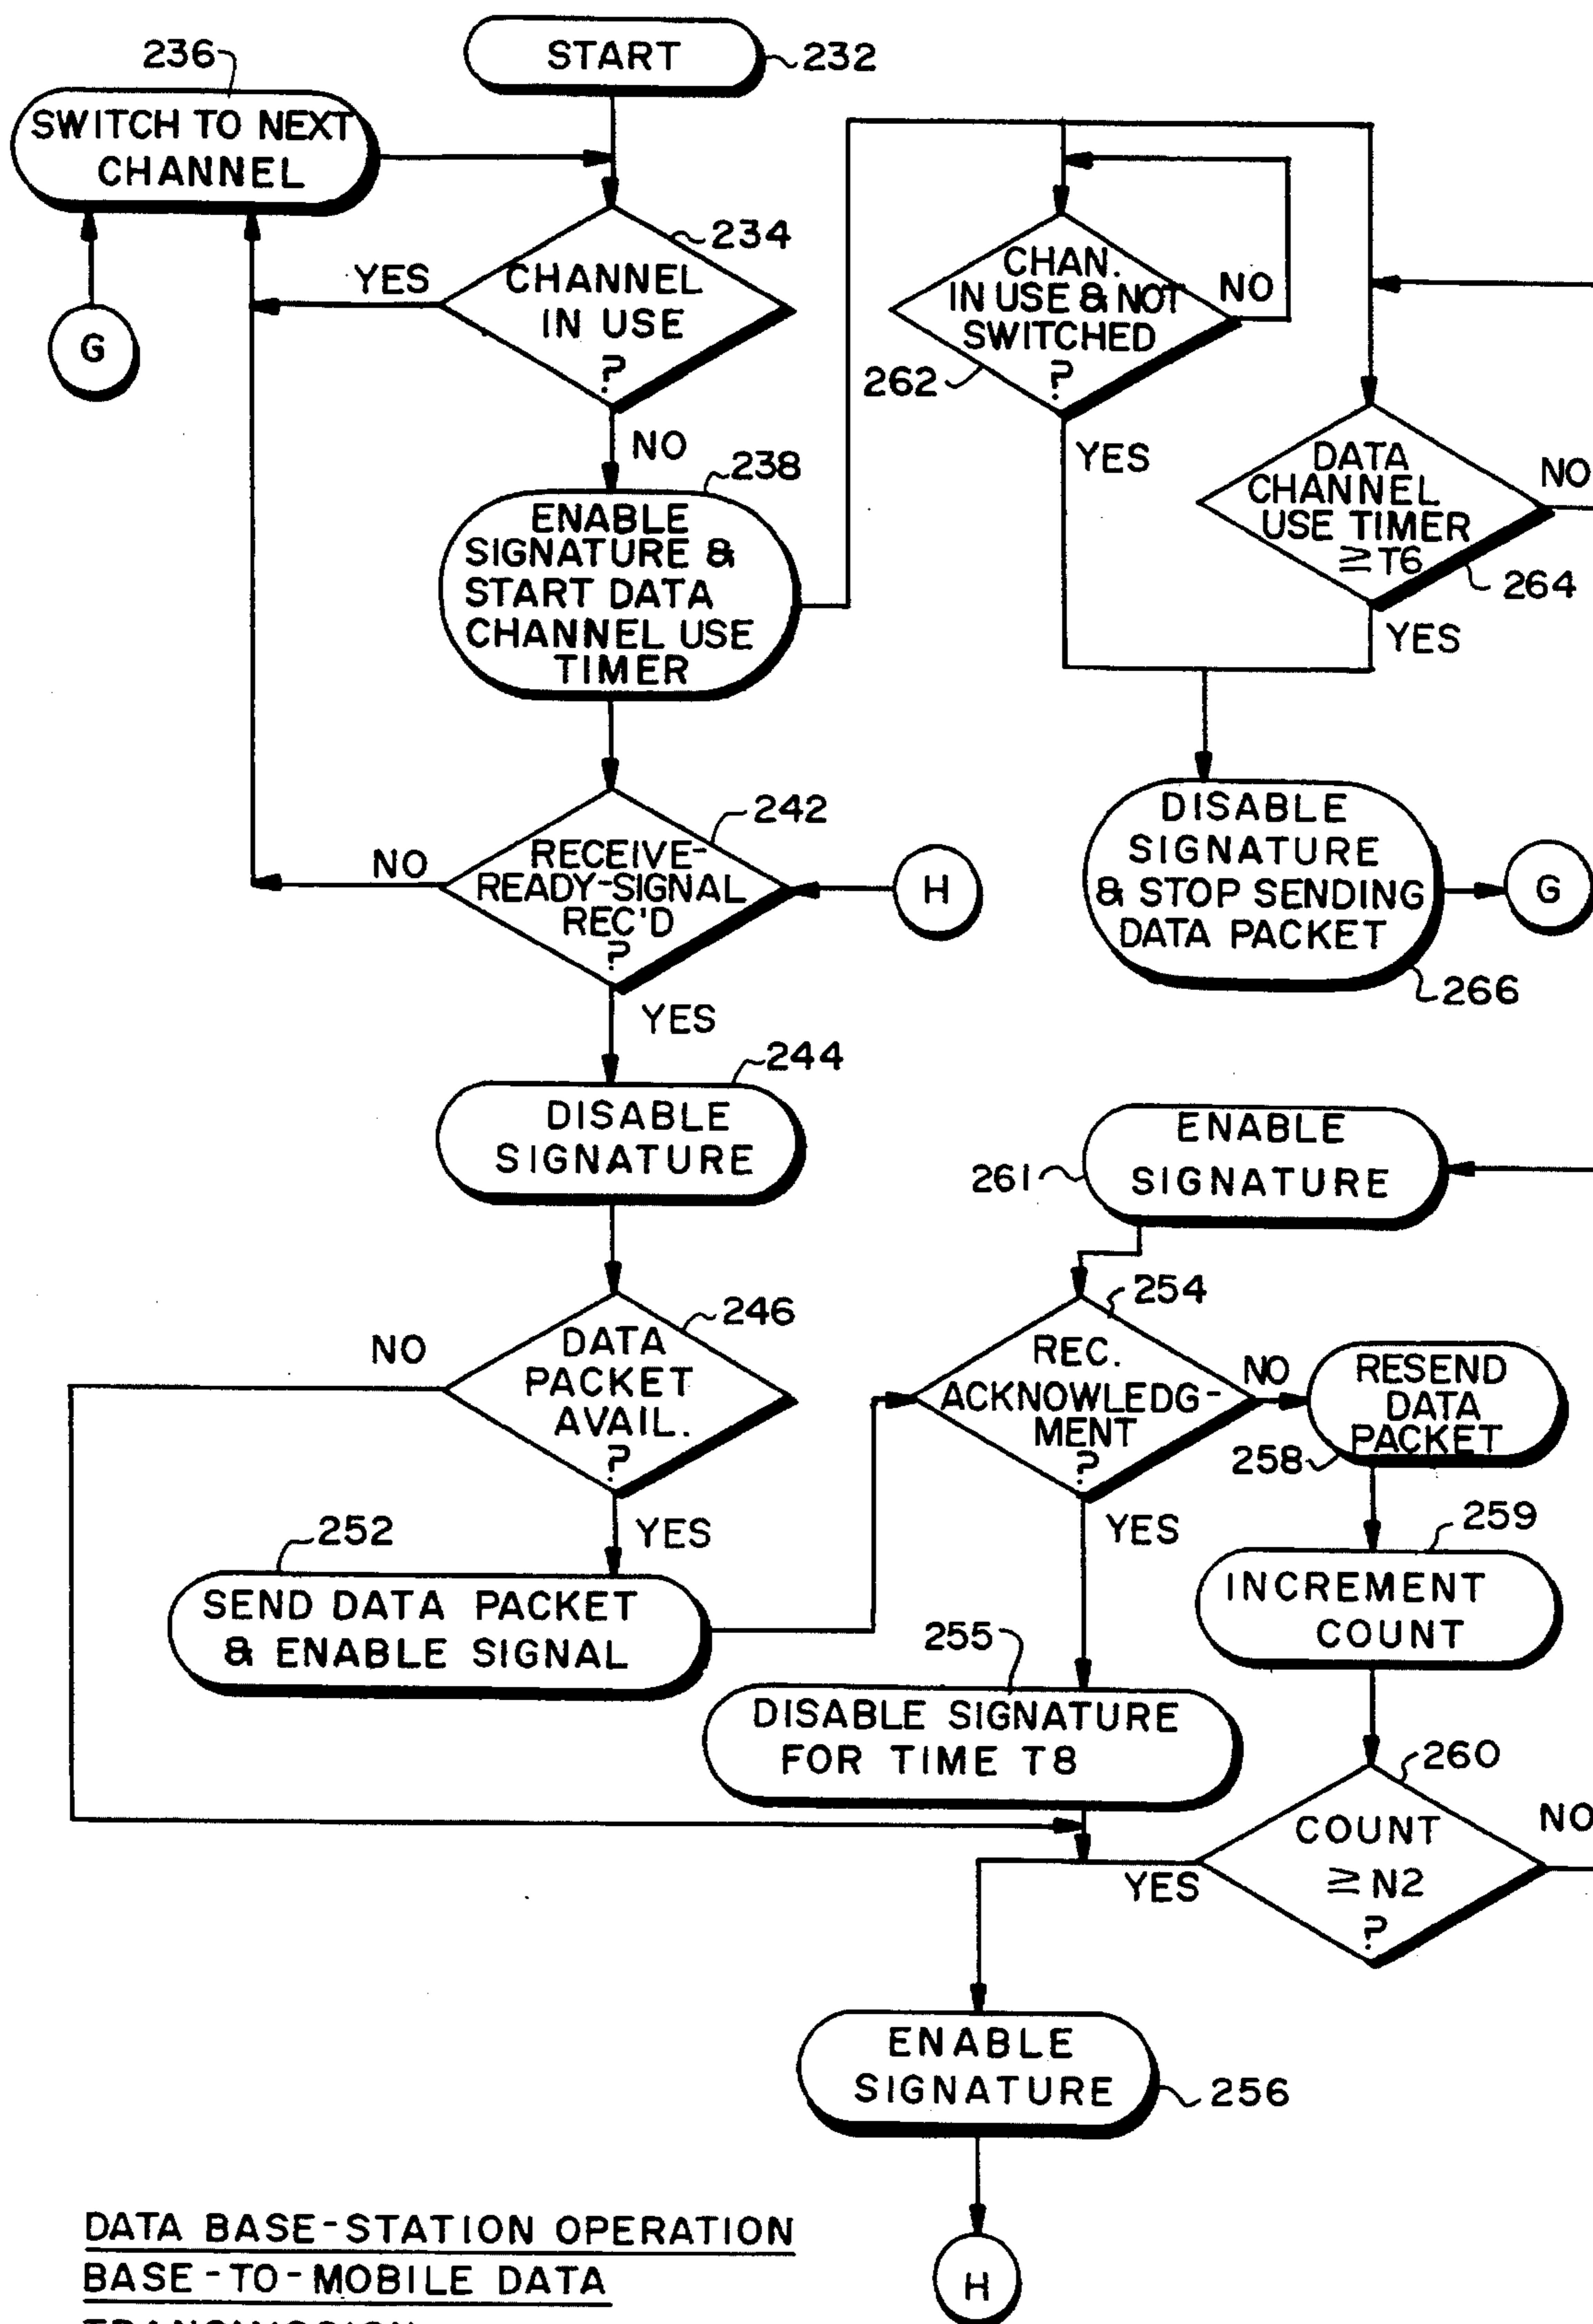 START
232
236
SWITCH TO NEXT
CHANNEL
G
234
YES
CHANNEL
IN USE
?
NO
238
ENABLE
SIGNATURE &
START DATA
CHANNEL USE
TIMER
CHAN.
IN USE & NOT
SWITCHED
?
NO
262
YES
DATA
CHANNEL
USE TIMER
≧T6
NO
264
YES
242
NO
RECEIVE-
READY-SIGNAL
REC'D
?
H
YES
DISABLE
SIGNATURE
& STOP SENDING
DATA PACKET
G
266
244
DISABLE
SIGNATURE
ENABLE
SIGNATURE
261
246
NO
DATA
PACKET
AVAIL.
?
YES
254
REC.
ACKNOWLEDG-
MENT
?
NO
RESEND
DATA
PACKET
258
YES
252
SEND DATA PACKET
& ENABLE SIGNAL
259
INCREMENT
COUNT
255
DISABLE SIGNATURE
FOR TIME T8
260
COUNT
≧N2
?
NO
YES
ENABLE
SIGNATURE
256
H
DATA BASE-STATION OPERATION
BASE-TO-MOBILE DATA